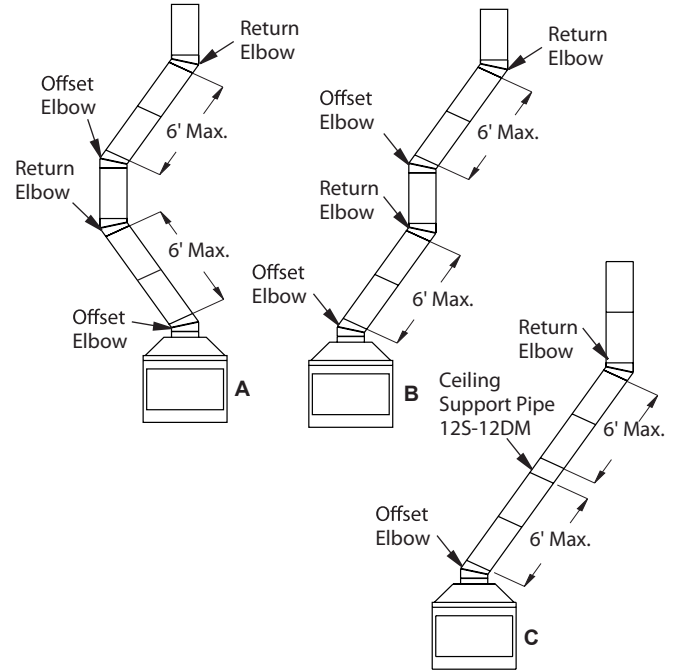 Return
Elbow
Offset
Elbow
6' Max.
Return
Elbow
6' Max.
Offset
Elbow
A
Return
Elbow
Offset
Elbow
6' Max.
Return
Elbow
Offset
Elbow
6' Max.
B
Return
Elbow
Ceiling
Support Pipe
12S-12DM
6' Max.
Offset
Elbow
6' Max.
C